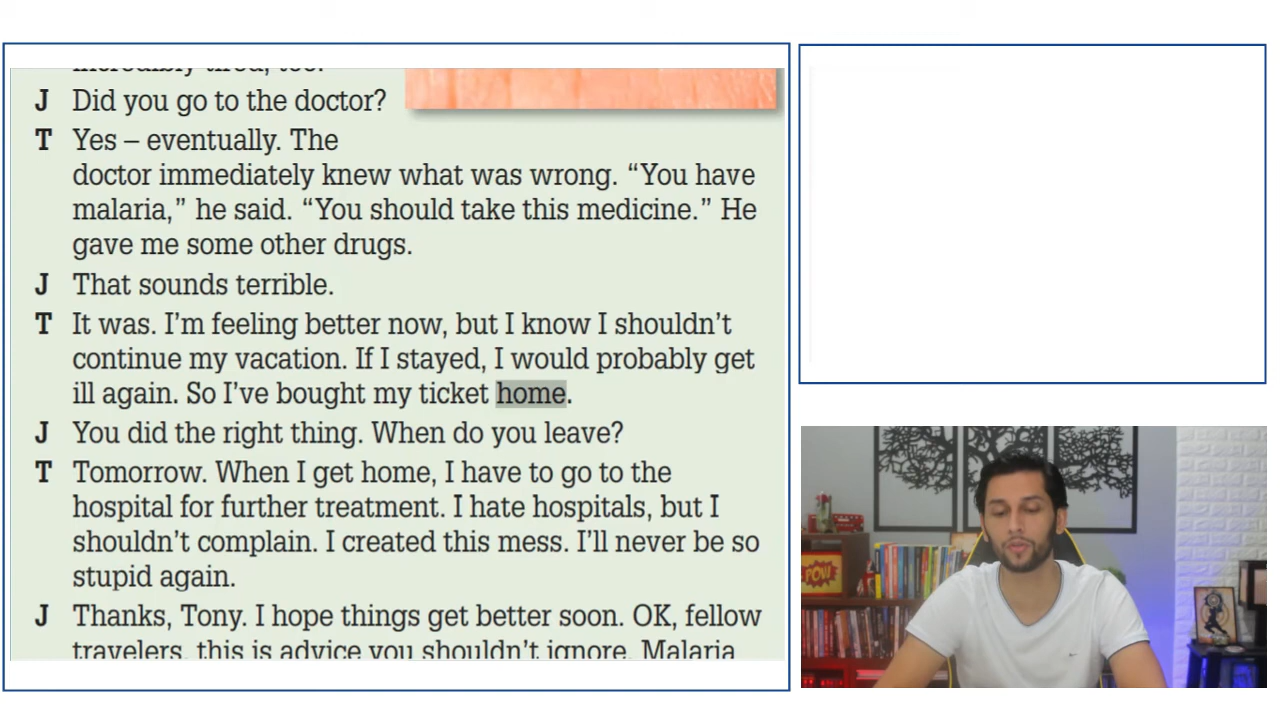 incredibly tired, too.
J Did you go to the doctor?
T Yes – eventually. The
doctor immediately knew what was wrong. “You have
malaria,” he said. “You should take this medicine.” He
gave me some other drugs.
J That sounds terrible.
T It was. I’m feeling better now, but I know I shouldn’t
continue my vacation. If I stayed, I would probably get
ill again. So I’ve bought my ticket home.
J You did the right thing. When do you leave?
T Tomorrow. When I get home, I have to go to the
hospital for further treatment. I hate hospitals, but I
shouldn’t complain. I created this mess. I’ll never be so
stupid again.
J Thanks, Tony. I hope things get better soon. OK, fellow
travelers, this is advice you shouldn’t ignore. Malaria
POW